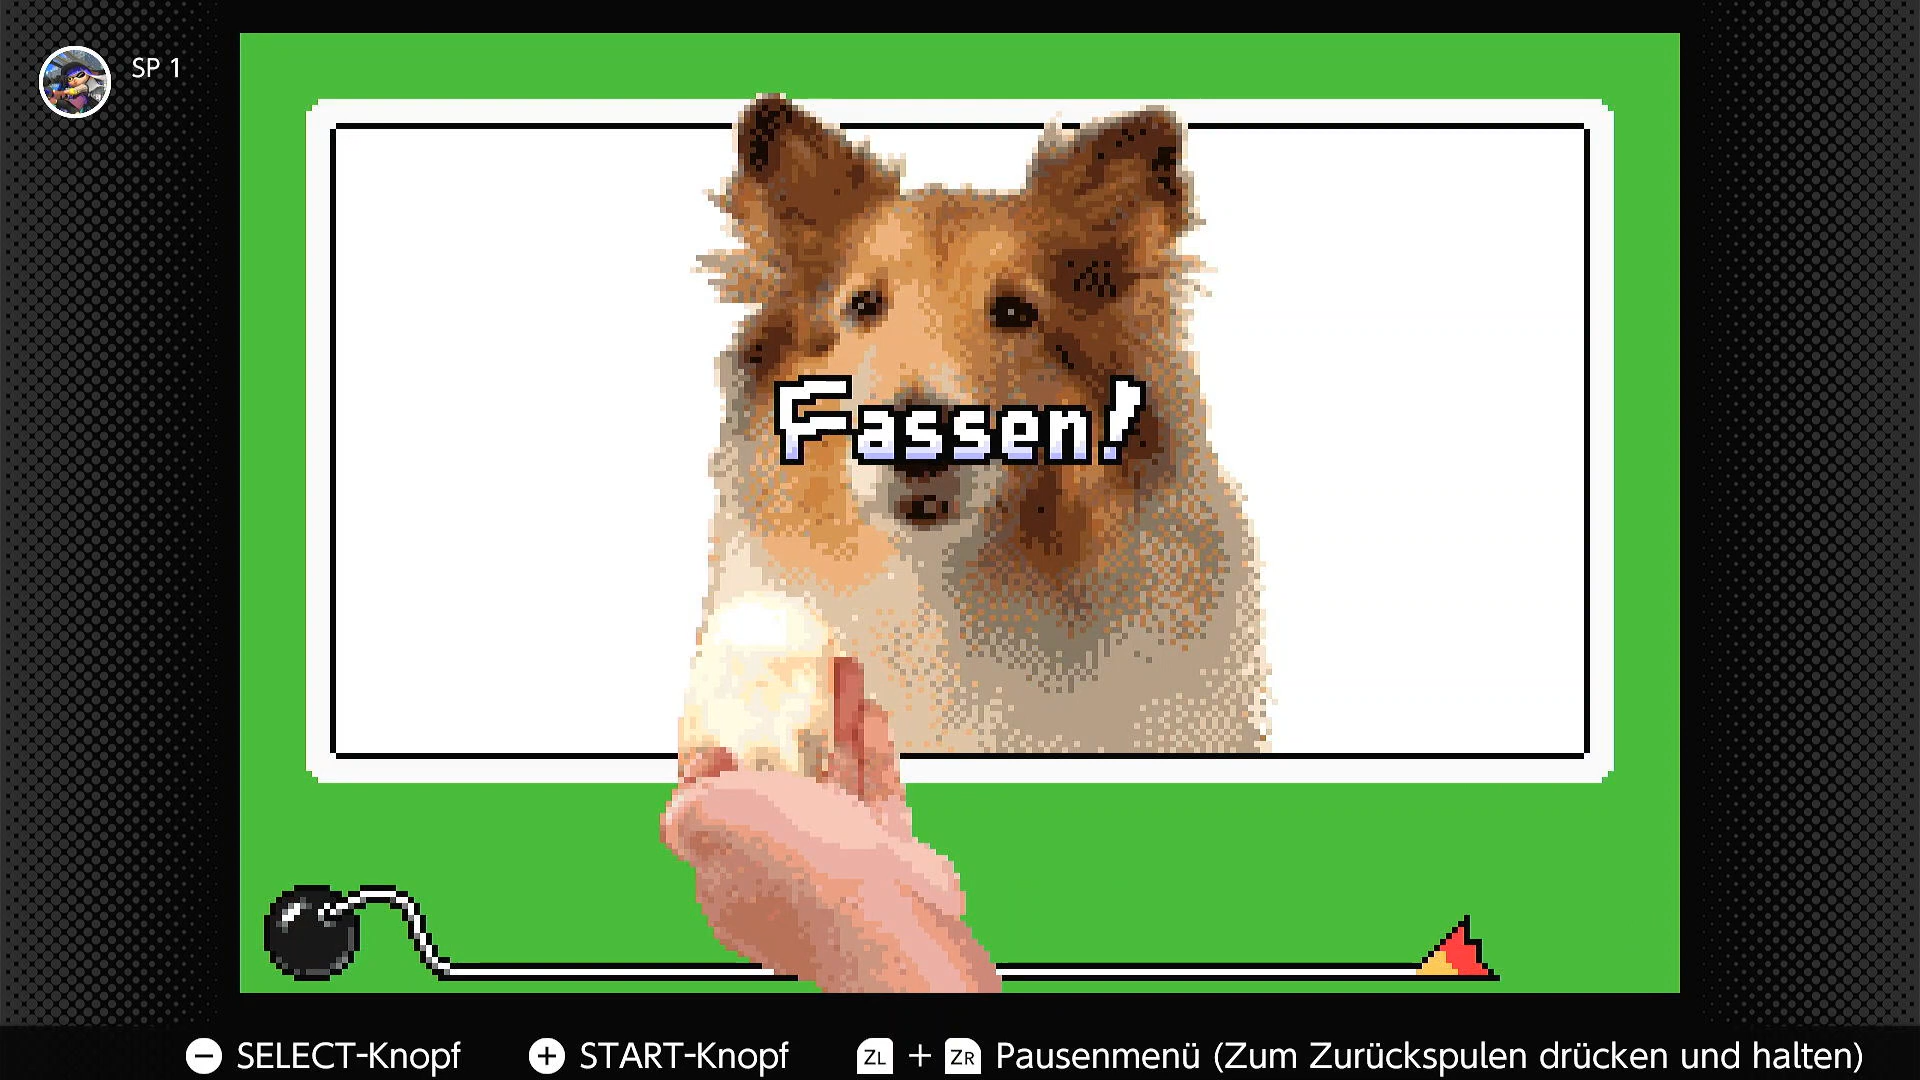 SP 1
Fassen!
SELECT-Knopf
START-Knopf
ZL + ZR Pausenmenü (Zum Zurückspulen drücken und halten)